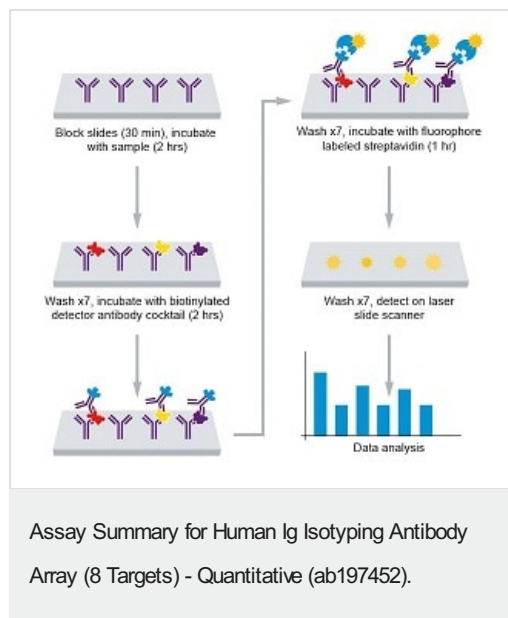 Block slides (30 min), incubate
with sample (2 hrs)
Wash x7, incubate with biotinylated
detector antibody cocktail (2 hrs)
Wash x7, incubate with fluorophore
labeled streptavidin (1 hr)
Wash x7, detect on laser
slide scanner
Data analysis
Assay Summary for Human Ig Isotyping Antibody
Array (8 Targets) - Quantitative (ab197452).